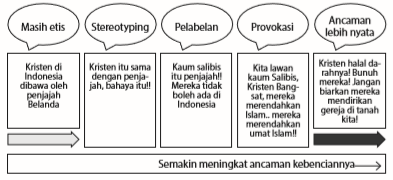 Masih etis
Stereotyping
Pelabelan
Provokasi
Ancaman
lebih nyata
Kristen di
Indonesia
dibawa oleh
penjajah
Belanda
Kristen itu sama
dengan penja-
jah, bahaya itu!!
Kaum salibis
itu penjajah!!
Mereka tidak
boleh ada di
Indonesia
Kita lawan
kaum Salibis,
Kristen Bang-
sat, mereka
merendahkan
Islam.. mereka
merendahkan
umat Islam!!
Kristen halal da-
rahnya! Bunuh
mereka! Jangan
biarkan mereka
mendirikan
gereja di tanah
kita!
Semakin meningkat ancaman kebenciannya